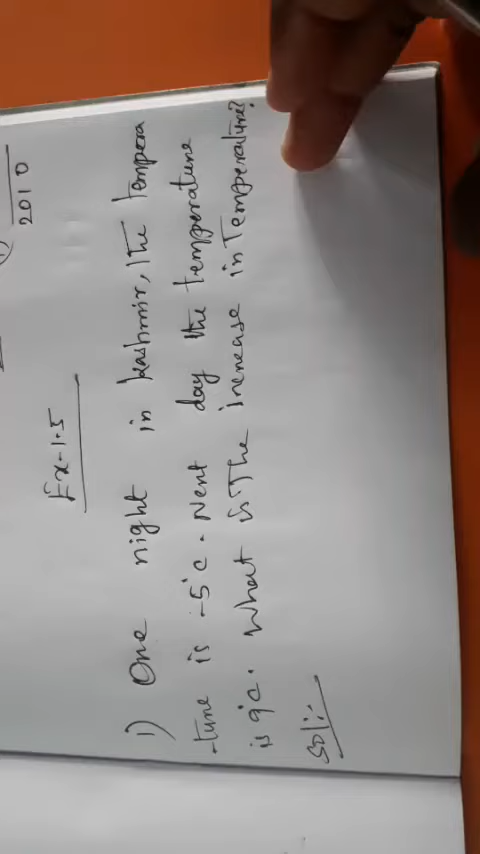 2010
Ex-1.5
1) One night in kashmir, the tempera
-ture is -5°c. Next day the temperature
is 9°c. What is The increase in Temperature?
Sol:-